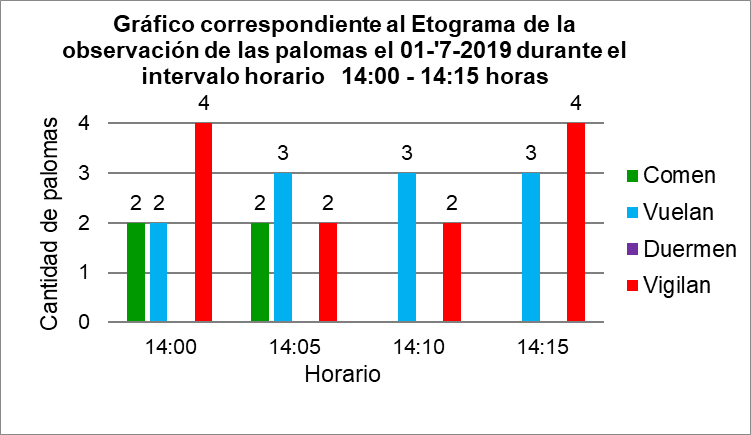 Gráfico correspondiente al Etograma de la
observación de las palomas el 01-'7-2019 durante el
intervalo horario 14:00 - 14:15 horas
Cantidad de palomas
4
3
2
1
0
2 2 4
2 3 2
3 2
3 4
14:00 14:05 14:10 14:15
Horario
Comen
Vuelan
Duermen
Vigilan